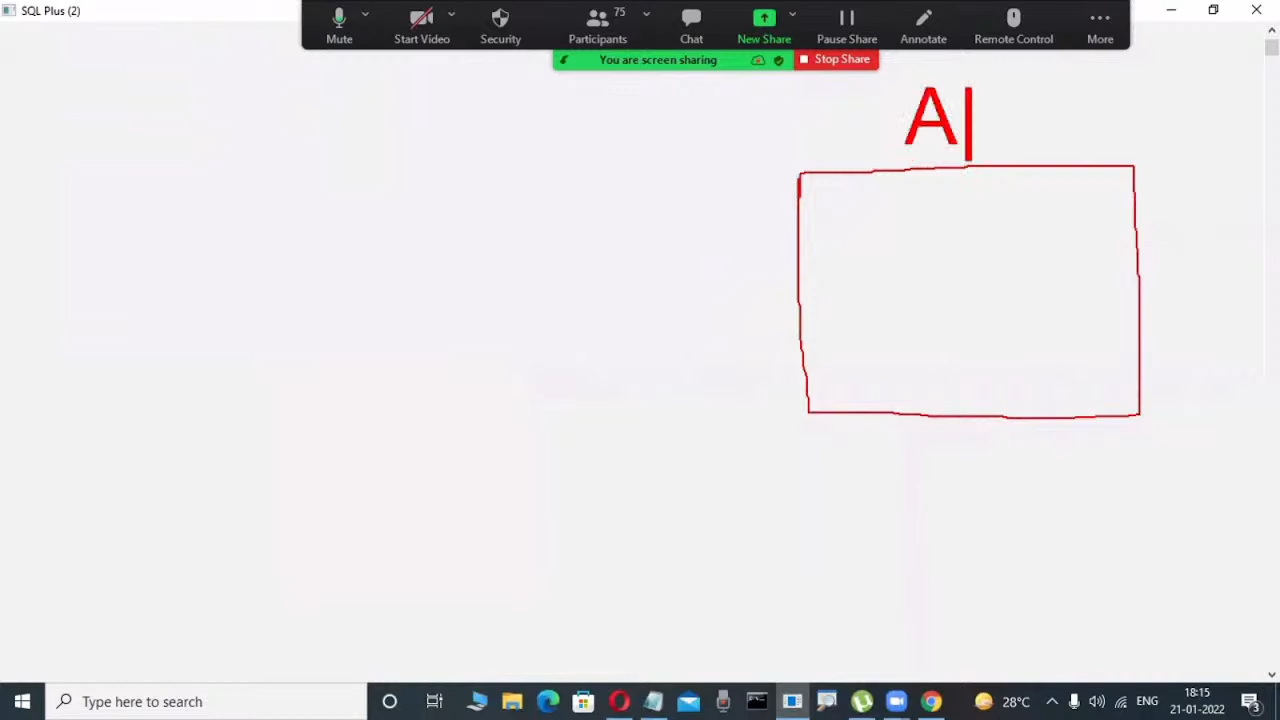 SQL Plus (2)
75
Mute
Start Video
Security
Participants
Chat
New Share
Pause Share
Annotate
Remote Control
More
You are screen sharing
Stop Share
A
Type here to search
28°C
ENG
18:15
21-01-2022
3